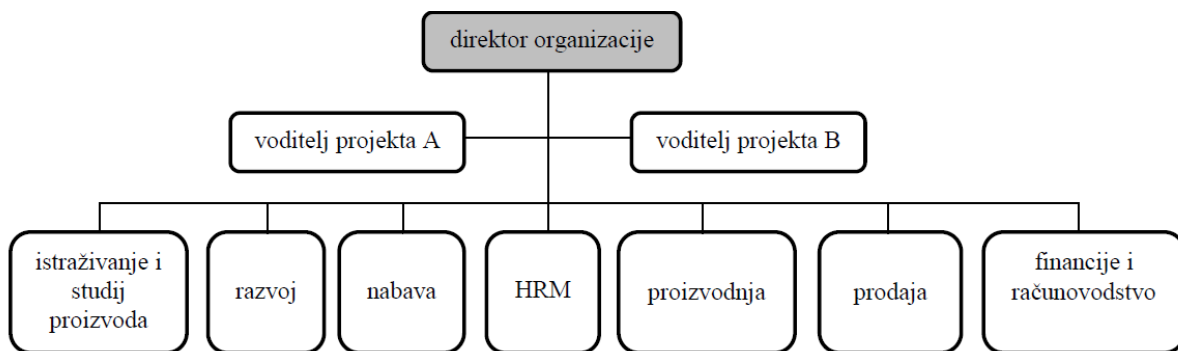 direktor organizacije
voditelj projekta A
voditelj projekta B
istraživanje i
studij
proizvoda
razvoj
nabava
HRM
proizvodnja
prodaja
financije i
računovodstvo